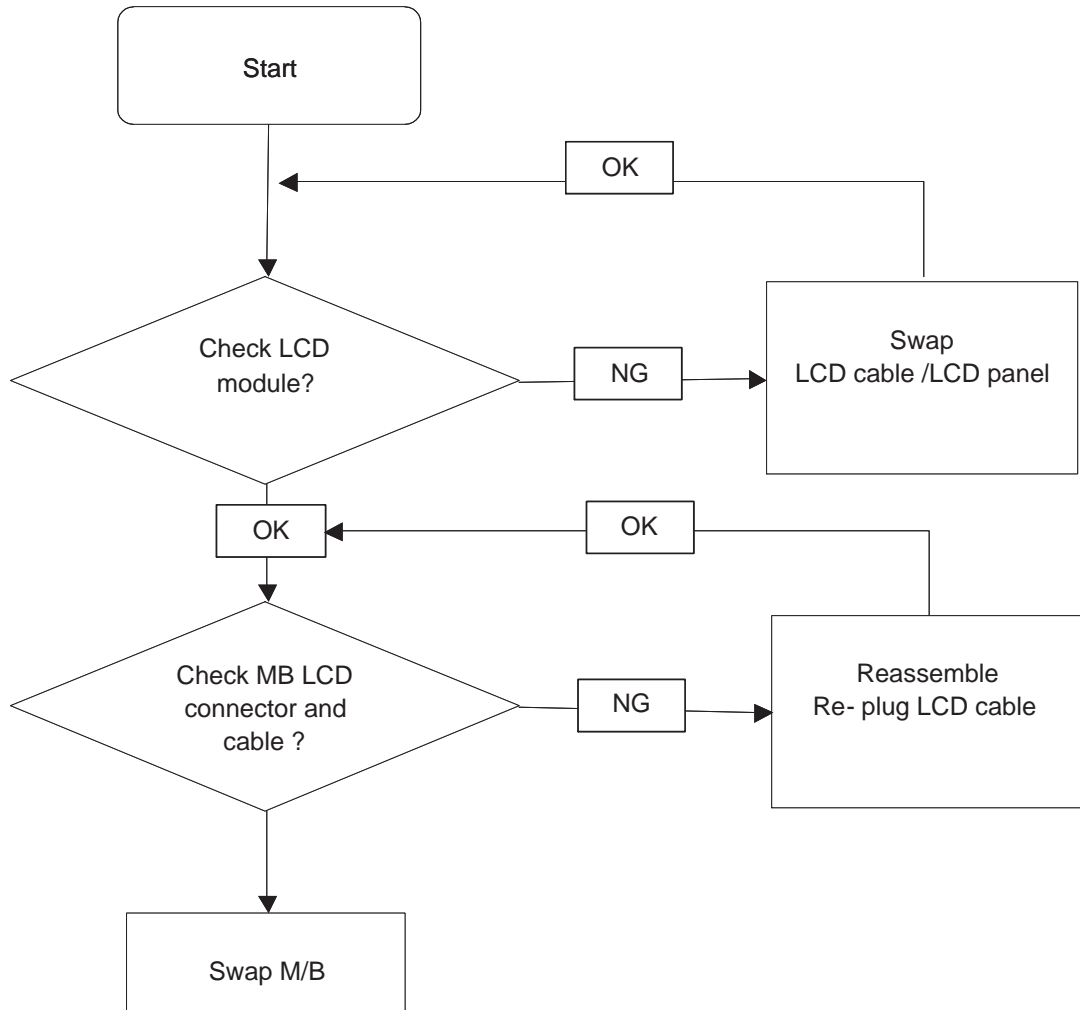 Start
OK
Check LCD
module?
NG
Swap
LCD cable /LCD panel
OK
OK
Check MB LCD
connector and
cable ?
NG
Reassemble
Re- plug LCD cable
Swap M/B